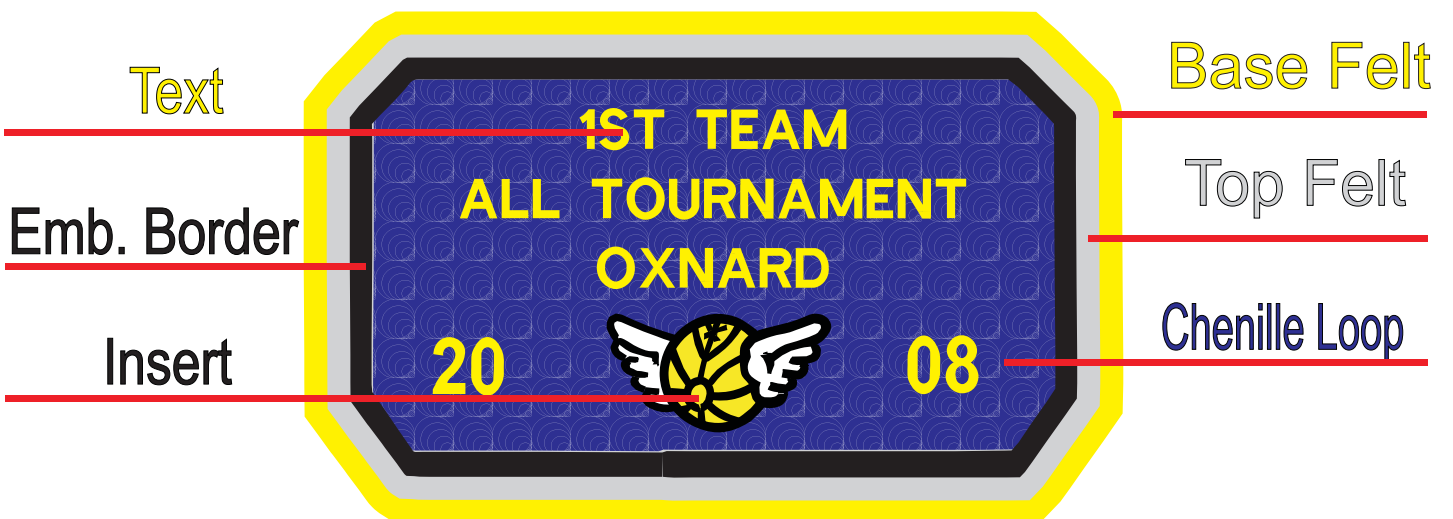 Text
Emb. Border
Insert
1ST TEAM
ALL TOURNAMENT
OXNARD
20 08
Base Felt
Top Felt
Chenille Loop